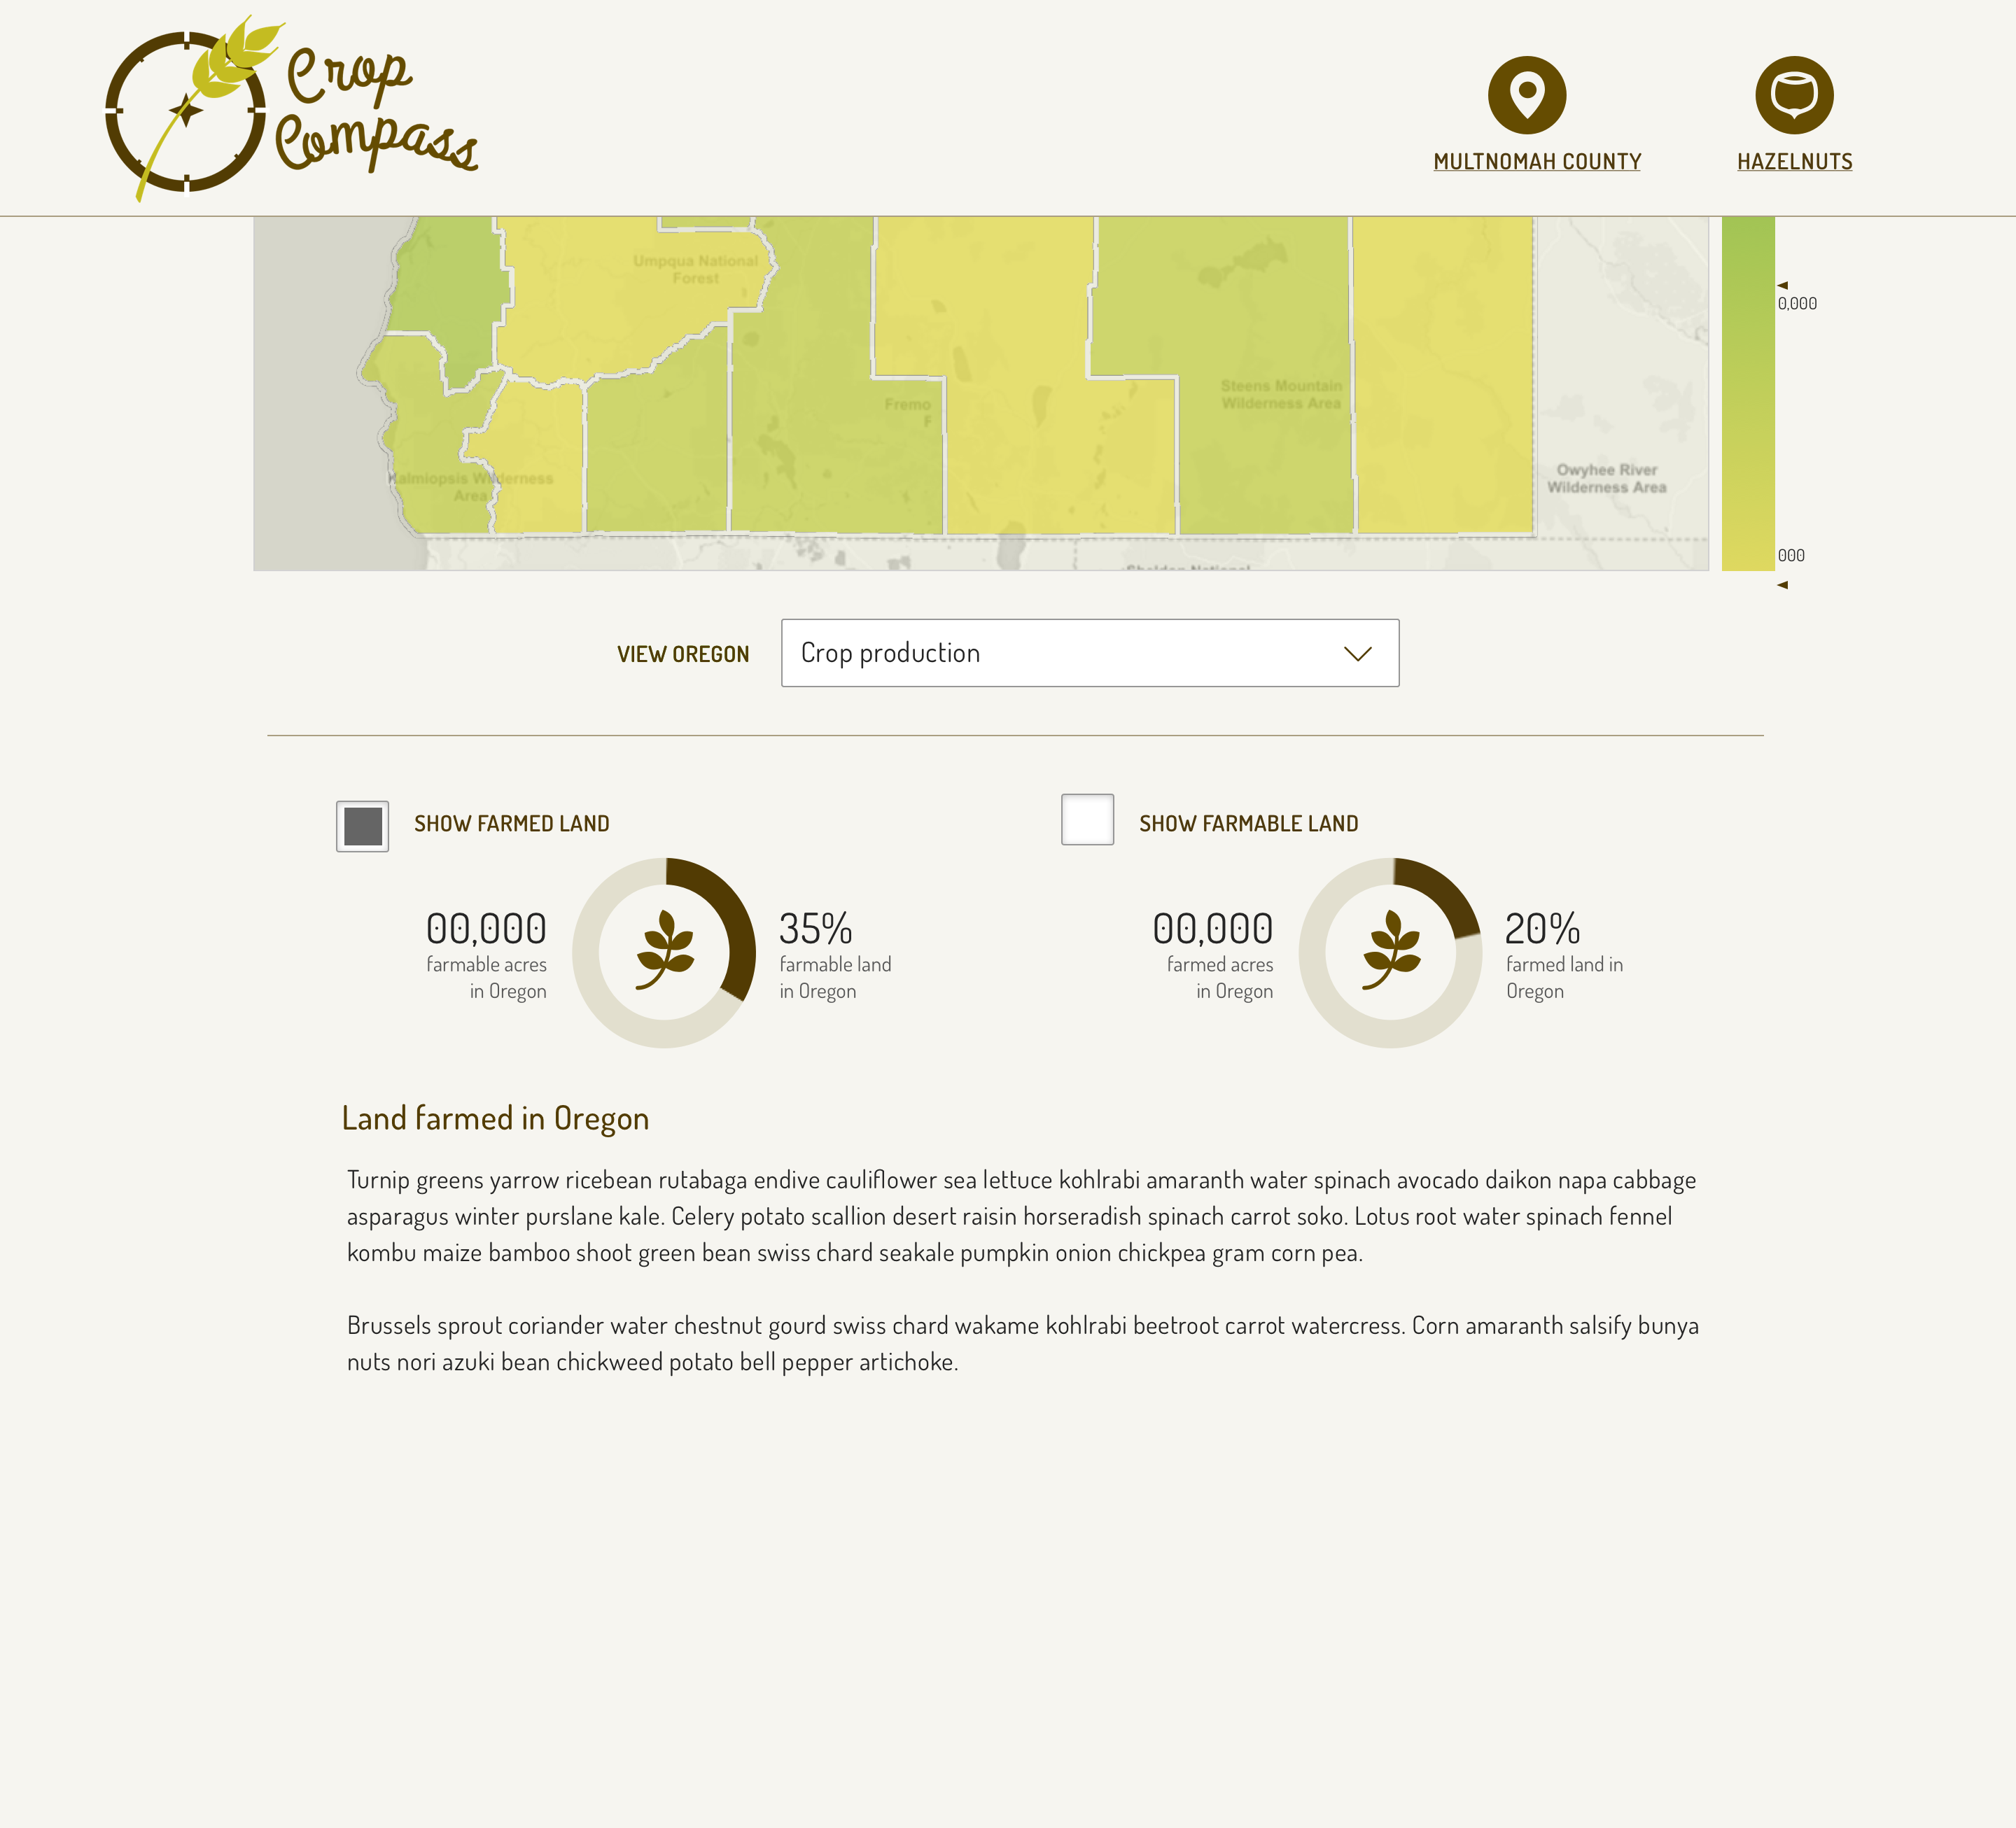 Crop
Compass
MULTNOMAH COUNTY
HAZELNUTS
Umpqua National
Forest
0,000
Steens Mountain
Wilderness Area
Fremo
F
Kalmiopsis Wilderness
Area
Owyhee River
Wilderness Area
000
Sheldon National
VIEW OREGON
Crop production
SHOW FARMED LAND
SHOW FARMABLE LAND
00,000
farmable acres
in Oregon
35%
farmable land
in Oregon
00,000
farmed acres
in Oregon
20%
farmed land in
Oregon
Land farmed in Oregon
Turnip greens yarrow ricebean rutabaga endive cauliflower sea lettuce kohlrabi amaranth water spinach avocado daikon napa cabbage
asparagus winter purslane kale. Celery potato scallion desert raisin horseradish spinach carrot soko. Lotus root water spinach fennel
kombu maize bamboo shoot green bean swiss chard seakale pumpkin onion chickpea gram corn pea.
Brussels sprout coriander water chestnut gourd swiss chard wakame kohlrabi beetroot carrot watercress. Corn amaranth salsify bunya
nuts nori azuki bean chickweed potato bell pepper artichoke.